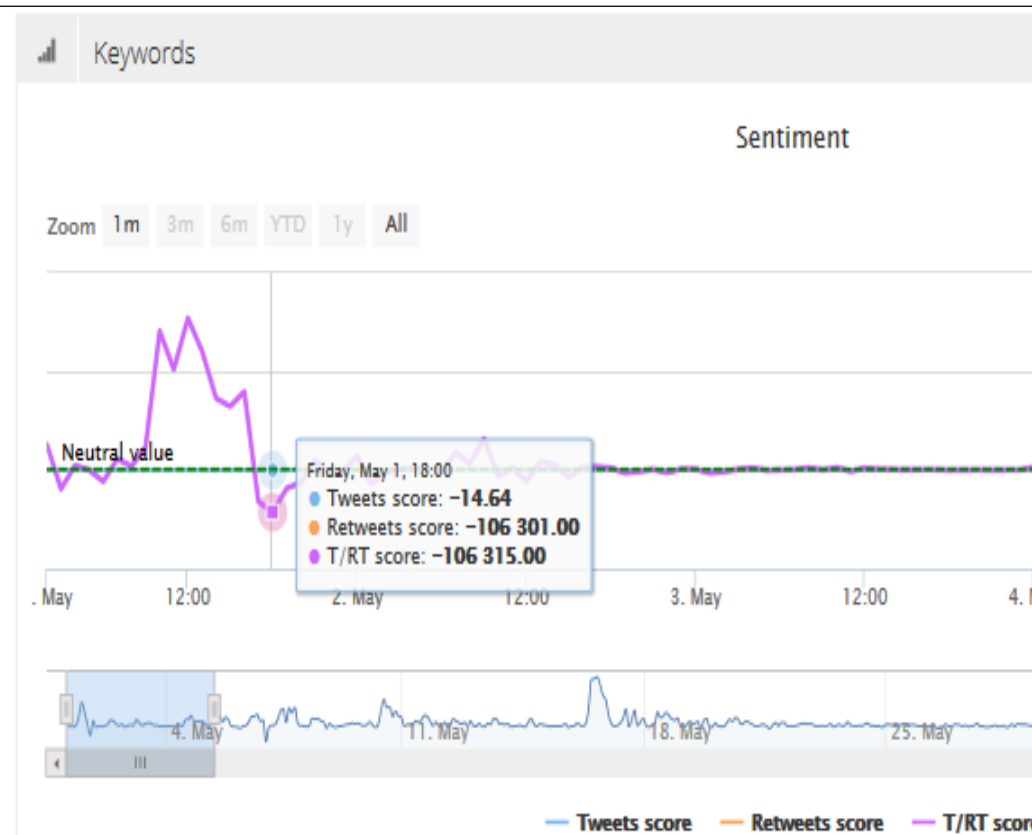 Keywords
Sentiment
Zoom 1m 3m 6m YTD 1y All
Neutral value
Friday, May 1, 18:00
Tweets score: −14.64
Retweets score: −106 301.00
T/RT score: −106 315.00
. May 12:00 2. May 12:00 3. May 12:00 4.
4. May 11. May 18. May 25. May
Tweets score Retweets score T/RT scor